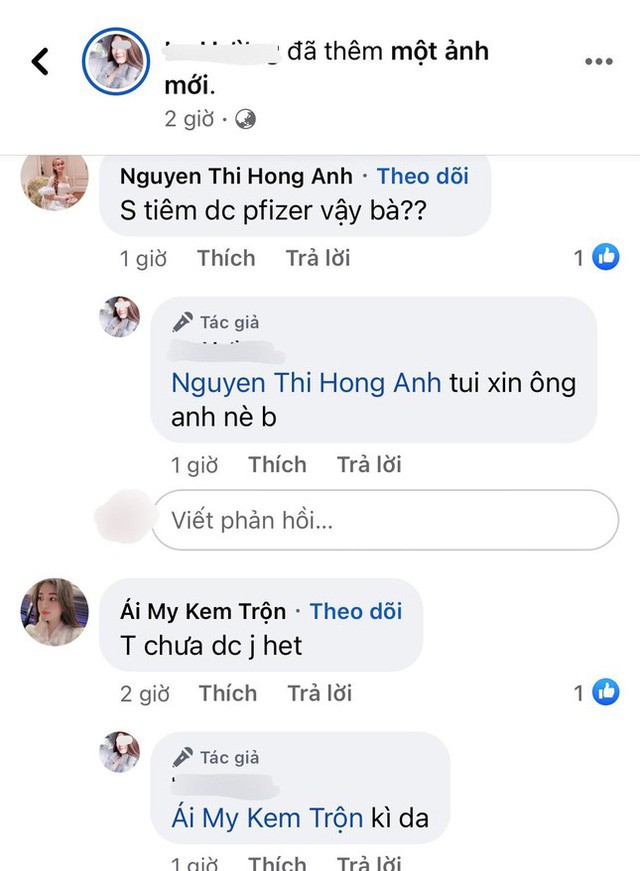 đã thêm một ảnh
mới.
2 giờ ·
Nguyen Thi Hong Anh · Theo dõi
S tiêm dc pfizer vậy bà??
1 giờ Thích Trả lời 1
Tác giả
Nguyen Thi Hong Anh tui xin ông
anh nè b
1 giờ Thích Trả lời
Viết phản hồi...
Ái My Kem Trộn · Theo dõi
T chưa dc j het
2 giờ Thích Trả lời 1
Tác giả
Ái My Kem Trộn kì da
1 giờ Thích Trả lời